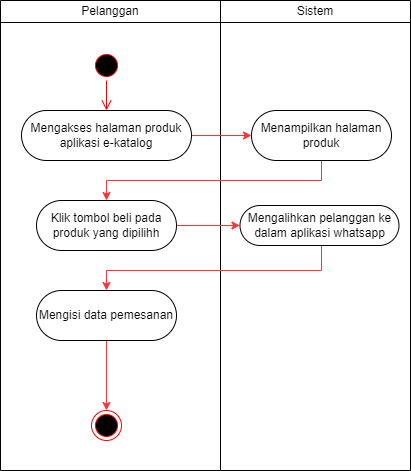 Pelanggan
Sistem
Mengakses halaman produk
aplikasi e-katalog
Menampilkan halaman
produk
Klik tombol beli pada
produk yang dipilihh
Mengalihkan pelanggan ke
dalam aplikasi whatsapp
Mengisi data pemesanan